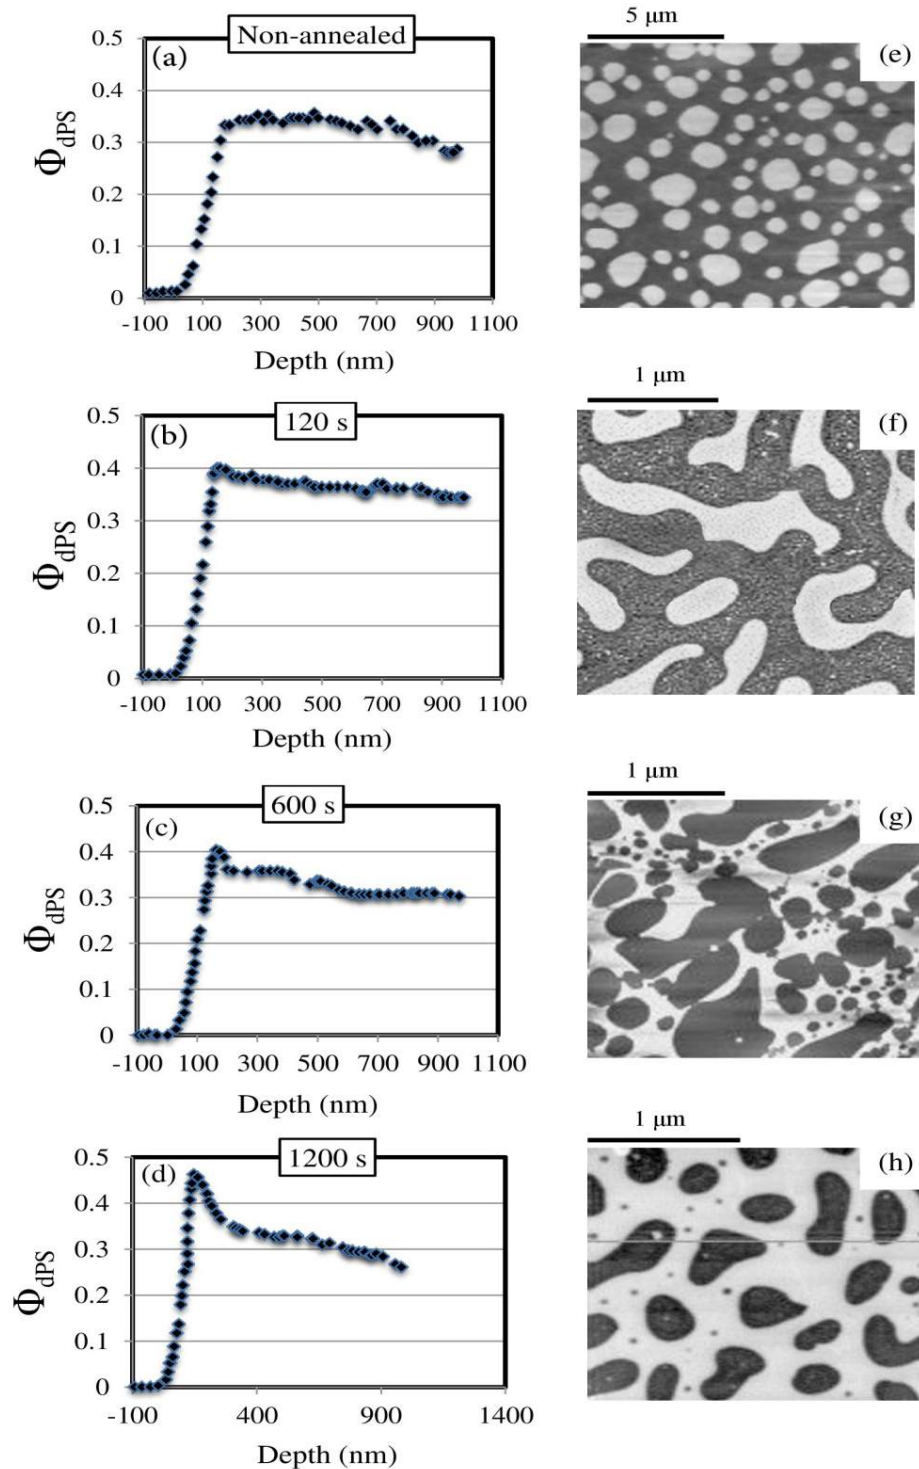 Non-annealed
(a)
0.5
0.4
0.3
0.2
0.1
0
Φ_dPS
-100 100 300 500 700 900 1100
Depth (nm)
5 μm
(e)
120 s
(b)
0.5
0.4
0.3
0.2
0.1
0
Φ_dPS
-100 100 300 500 700 900 1100
Depth (nm)
1 μm
(f)
600 s
(c)
0.5
0.4
0.3
0.2
0.1
0
Φ_dPS
-100 100 300 500 700 900 1100
Depth (nm)
1 μm
(g)
1200 s
(d)
0.5
0.4
0.3
0.2
0.1
0
Φ_dPS
-100 400 900 1400
Depth (nm)
1 μm
(h)